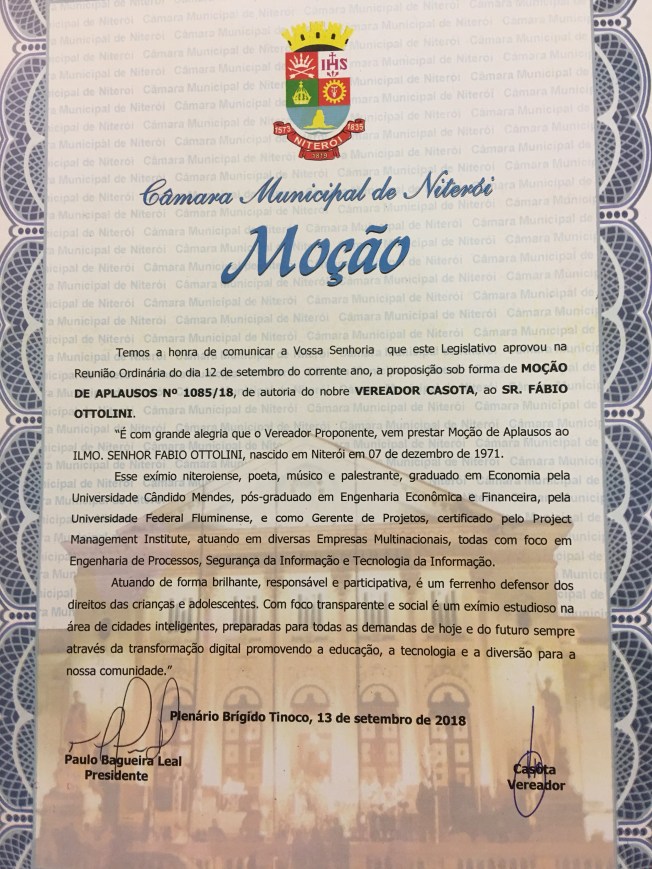 IHS
1573 NITERÓI 1835
1819
Câmara Municipal de Niterói
Moção
Temos a honra de comunicar a Vossa Senhoria que este Legislativo aprovou na
Reunião Ordinária do dia 12 de setembro do corrente ano, a proposição sob forma de MOÇÃO
DE APLAUSOS Nº 1085/18, de autoria do nobre VEREADOR CASOTA, ao SR. FÁBIO
OTTOLINI.
"É com grande alegria que o Vereador Proponente, vem prestar Moção de Aplausos ao
ILMO. SENHOR FABIO OTTOLINI, nascido em Niterói em 07 de dezembro de 1971.
Esse exímio niteroiense, poeta, músico e palestrante, graduado em Economia pela
Universidade Cândido Mendes, pós-graduado em Engenharia Econômica e Financeira, pela
Universidade Federal Fluminense, e como Gerente de Projetos, certificado pelo Project
Management Institute, atuando em diversas Empresas Multinacionais, todas com foco em
Engenharia de Processos, Segurança da Informação e Tecnologia da Informação.
Atuando de forma brilhante, responsável e participativa, é um ferrenho defensor dos
direitos das crianças e adolescentes. Com foco transparente e social é um exímio estudioso na
área de cidades inteligentes, preparadas para todas as demandas de hoje e do futuro sempre
através da transformação digital promovendo a educação, a tecnologia e a diversão para a
nossa comunidade."
Plenário Brígido Tinoco, 13 de setembro de 2018
Paulo Bagueira Leal
Presidente
Casota
Vereador